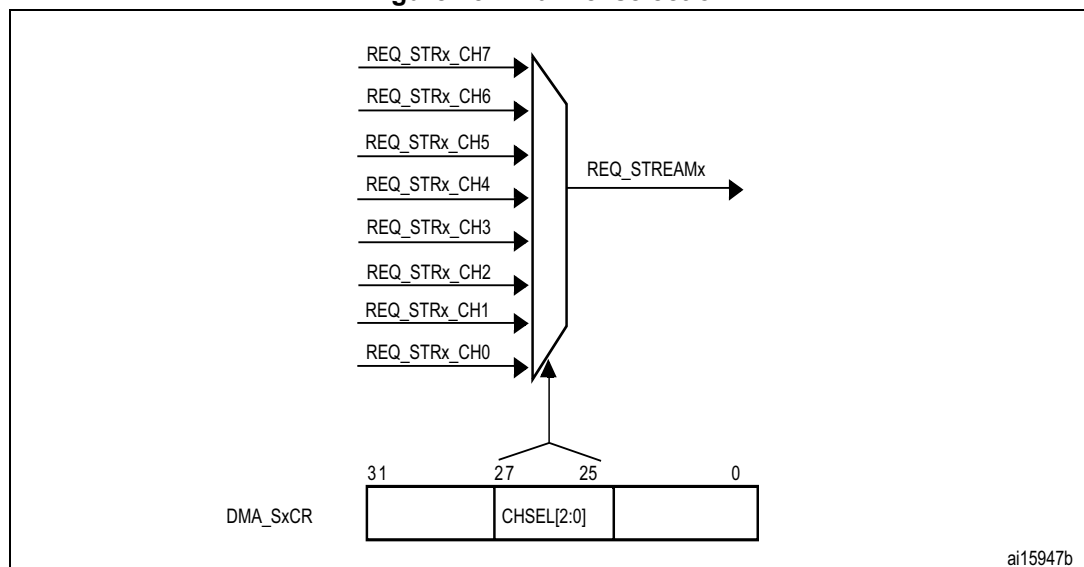 REQ_STRx_CH7
REQ_STRx_CH6
REQ_STRx_CH5
REQ_STRx_CH4
REQ_STRx_CH3
REQ_STRx_CH2
REQ_STRx_CH1
REQ_STRx_CH0
REQ_STREAMx
31 27 25 0
DMA_SxCR CHSEL[2:0]
ai15947b